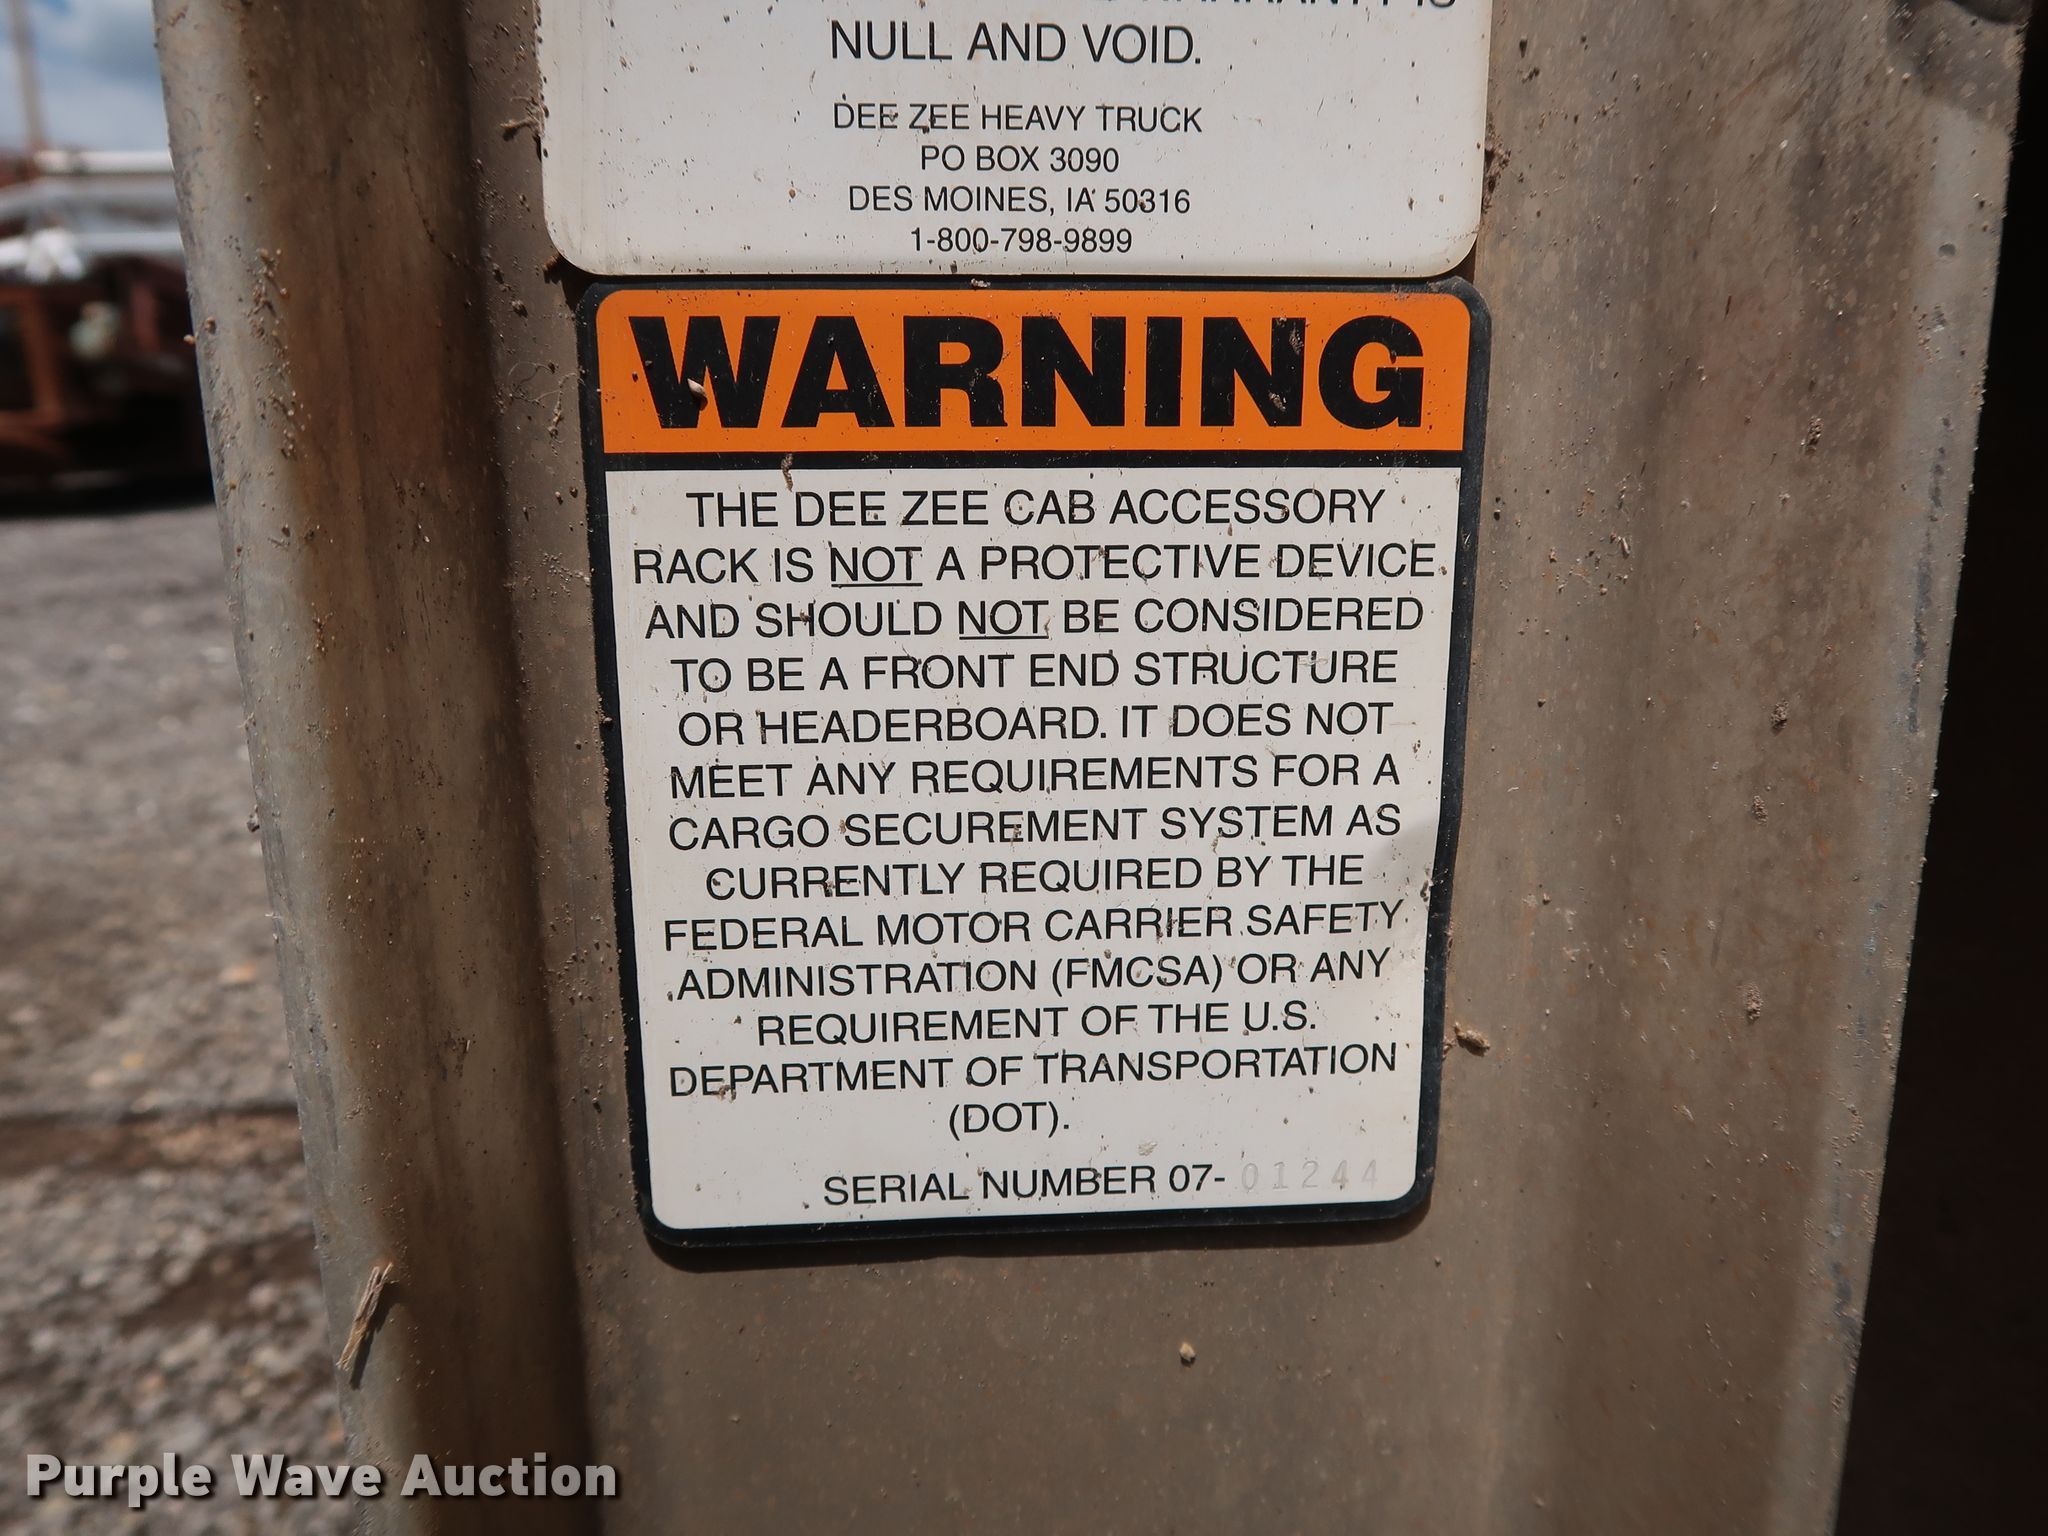 NULL AND VOID.
DEE ZEE HEAVY TRUCK
PO BOX 3090
DES MOINES, IA 50316
1-800-798-9899
WARNING
THE DEE ZEE CAB ACCESSORY
RACK IS NOT A PROTECTIVE DEVICE
AND SHOULD NOT BE CONSIDERED
TO BE A FRONT END STRUCTURE
OR HEADERBOARD. IT DOES NOT
MEET ANY REQUIREMENTS FOR A
CARGO SECUREMENT SYSTEM AS
CURRENTLY REQUIRED BY THE
FEDERAL MOTOR CARRIER SAFETY
ADMINISTRATION (FMCSA) OR ANY
REQUIREMENT OF THE U.S.
DEPARTMENT OF TRANSPORTATION
(DOT).
SERIAL NUMBER 07-01244
Purple Wave Auction